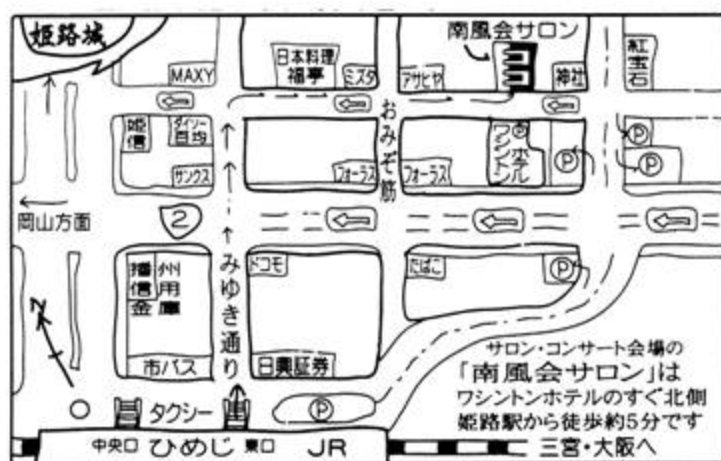 姫路城
MAXY
日本料理
福亭
ミスタ
アサヒヤ
南風会サロン
神社
紅宝石
姫信
ダイソー
百均
サンクス
おみぞ筋
フォーラス
フォーラス
ワシントン
ホテル
P
P
P
P
岡山方面
2
みゆき通り
播州
信用
金庫
ドコモ
たばこ
P
市バス
日興証券
N
タクシー
P
サロン・コンサート会場の
「南風会サロン」は
ワシントンホテルのすぐ北側
姫路駅から徒歩約5分です
中央口 ひめじ 東口 JR
三宮・大阪へ